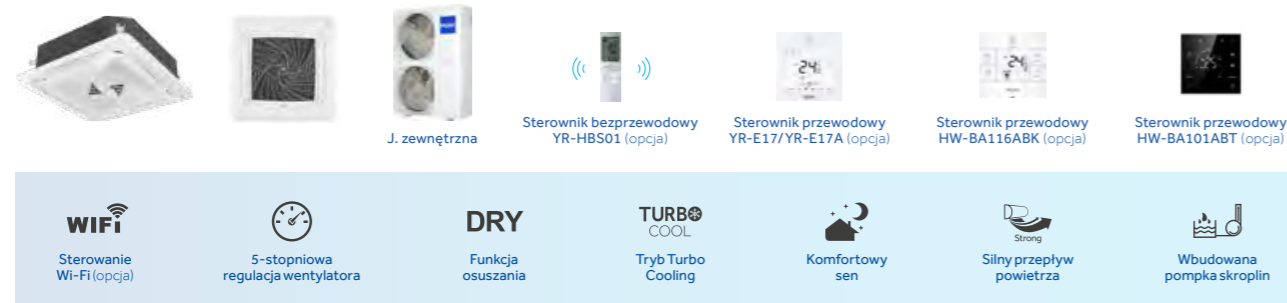 Haier
J. zewnętrzna
Sterownik bezprzewodowy
YR-HBS01 (opcja)
Sterownik przewodowy
YR-E17/YR-E17A (opcja)
Sterownik przewodowy
HW-BA116ABK (opcja)
Sterownik przewodowy
HW-BA101ABT (opcja)
WIFI
Sterowanie
Wi-Fi (opcja)
5-stopniowa
regulacja wentylatora
DRY
Funkcja
osuszania
TURBO
COOL
Tryb Turbo
Cooling
Komfortowy
sen
Strong
Silny przepływ
powietrza
Wbudowana
pompka skroplin